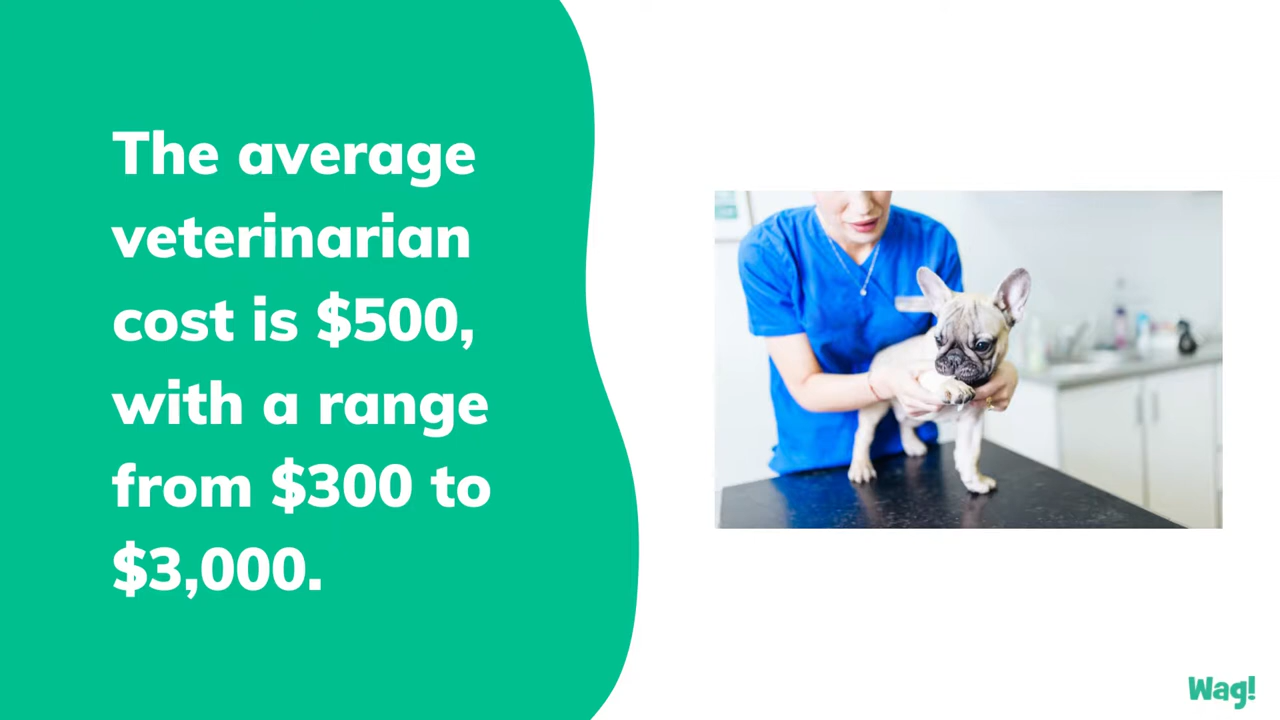 The average
veterinarian
cost is $500,
with a range
from $300 to
$3,000.
Wag!